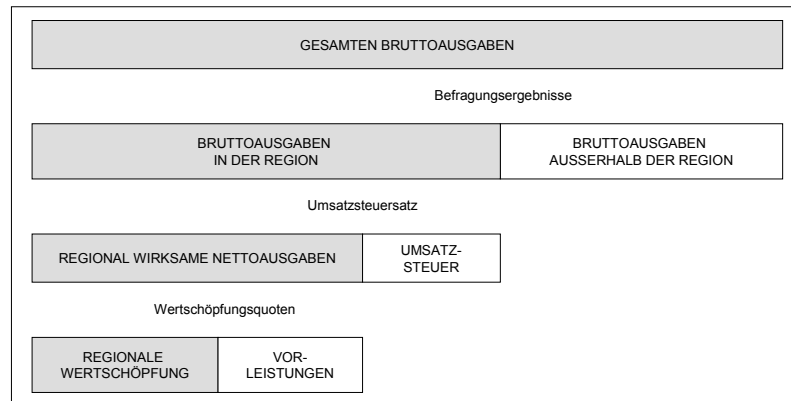 GESAMTEN BRUTTOAUSGABEN
Befragungsergebnisse
BRUTTOAUSGABEN
IN DER REGION
BRUTTOAUSGABEN
AUSSERHALB DER REGION
Umsatzsteuersatz
REGIONAL WIRKSAME NETTOAUSGABEN
UMSATZ-
STEUER
Wertschöpfungsquoten
REGIONALE
WERTSCHÖPFUNG
VOR-
LEISTUNGEN